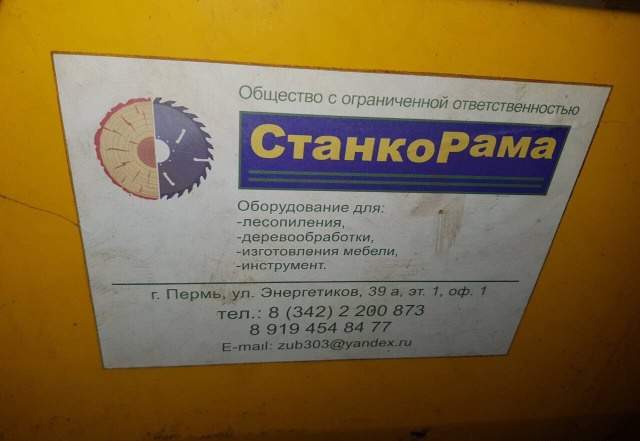 Общество с ограниченной ответственностью
СтанкоРама
Оборудование для:
-лесопиления,
-деревообработки,
-изготовления мебели,
-инструмент.
г. Пермь, ул. Энергетиков, 39 а, эт. 1, оф. 1
тел.: 8 (342) 2 200 873
8 919 454 84 77
E-mail: zub303@yandex.ru